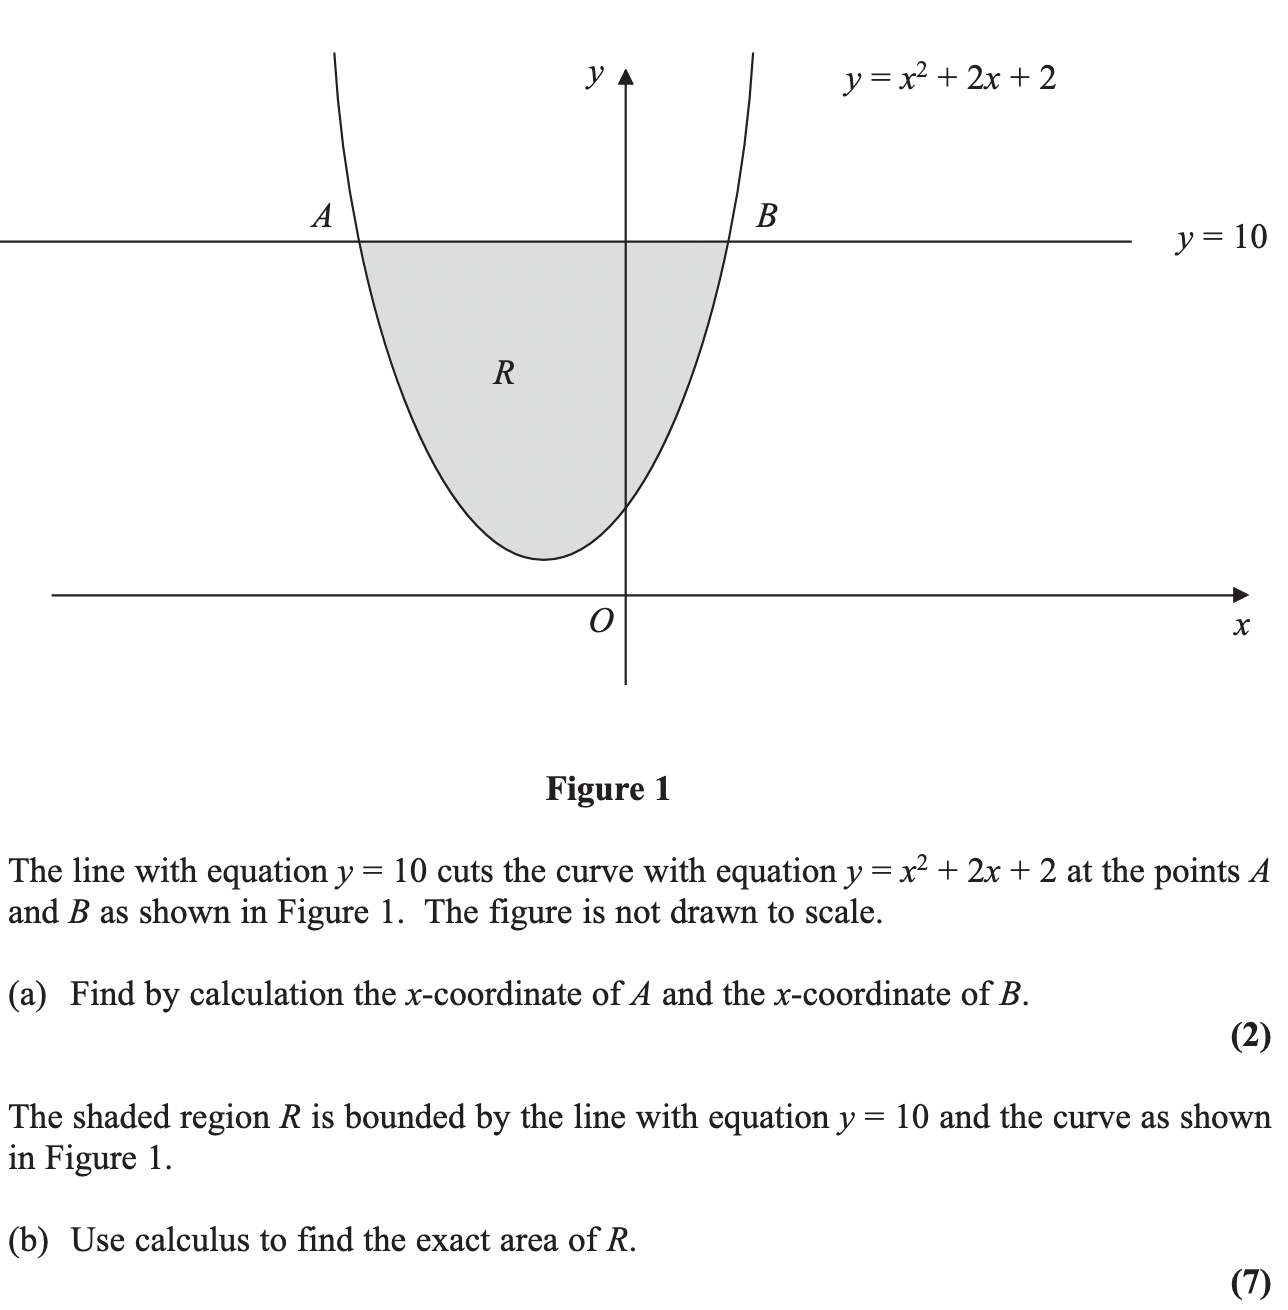 y
y = x² + 2x + 2
A
B
y = 10
R
O
x
Figure 1
The line with equation y = 10 cuts the curve with equation y = x² + 2x + 2 at the points A
and B as shown in Figure 1. The figure is not drawn to scale.
(a) Find by calculation the x-coordinate of A and the x-coordinate of B.
(2)
The shaded region R is bounded by the line with equation y = 10 and the curve as shown
in Figure 1.
(b) Use calculus to find the exact area of R.
(7)